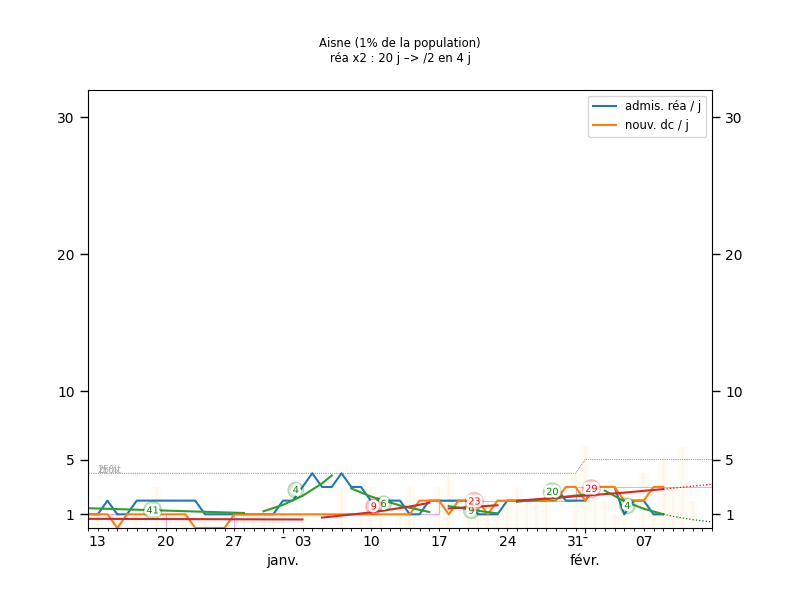 Aisne (1% de la population)
réa x2 : 20 j –> /2 en 4 j
admis. réa / j
nouv. dc / j
30 30
20 20
10 10
5 5
1 1
41 4 9 6 23 9 20 29 4
13 20 27 - 03 10 17 24 31 - 07
janv. févr.